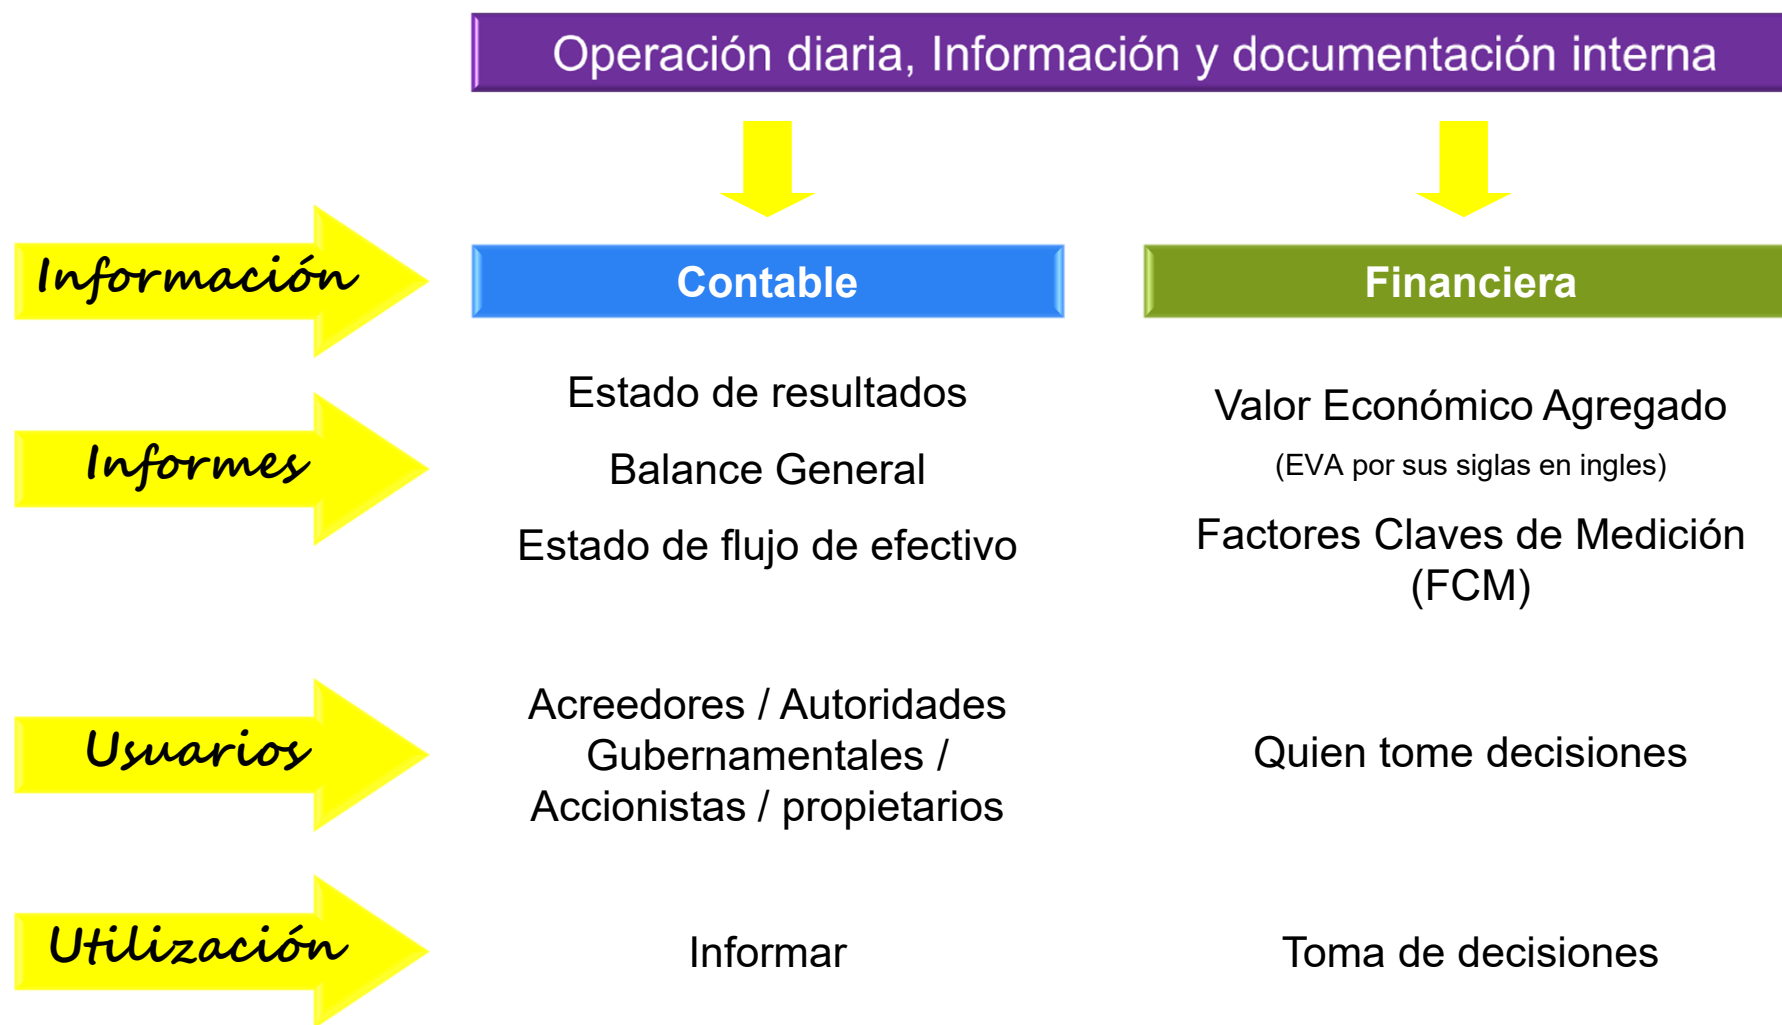 Operación diaria, Información y documentación interna
Información
Contable
Financiera
Informes
Estado de resultados
Balance General
Estado de flujo de efectivo
Valor Económico Agregado
(EVA por sus siglas en ingles)
Factores Claves de Medición
(FCM)
Usuarios
Acreedores / Autoridades
Gubernamentales /
Accionistas / propietarios
Quien tome decisiones
Utilización
Informar
Toma de decisiones